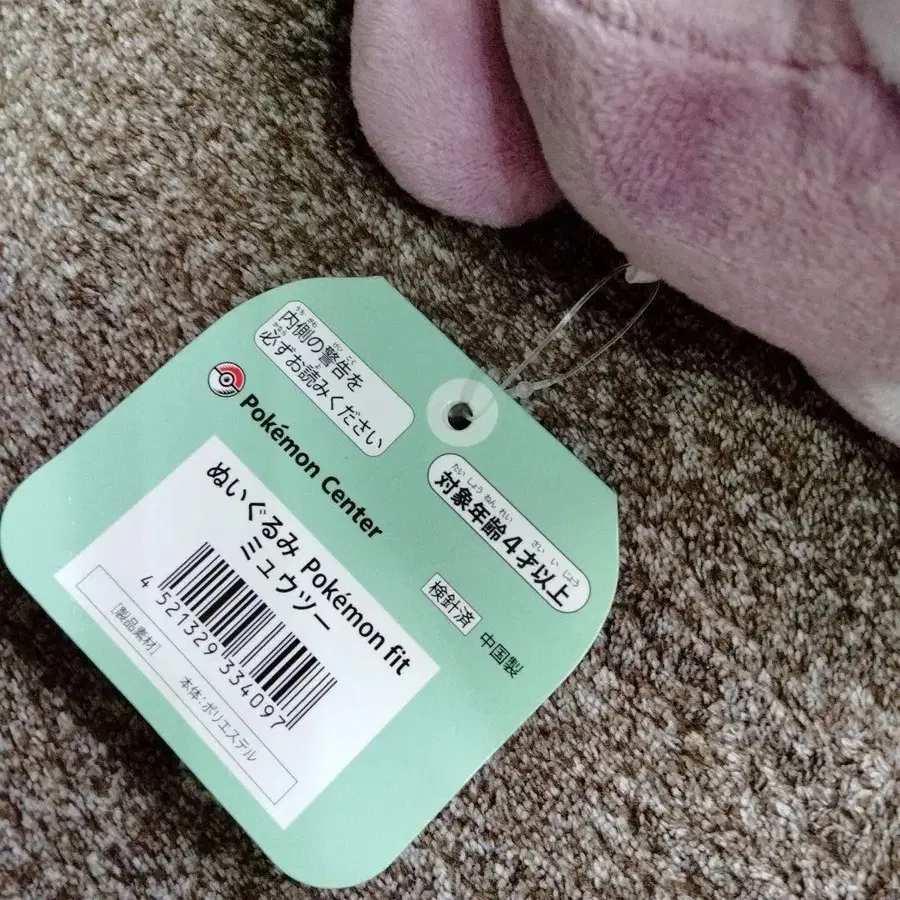 内側の警告を
必ずお読みください
Pokémon Center
対象年齢4才以上
検針済
中国製
ぬいぐるみ Pokémon fit
ミュウツー
4 521329 334097
[製品素材]
本体:ポリエステル